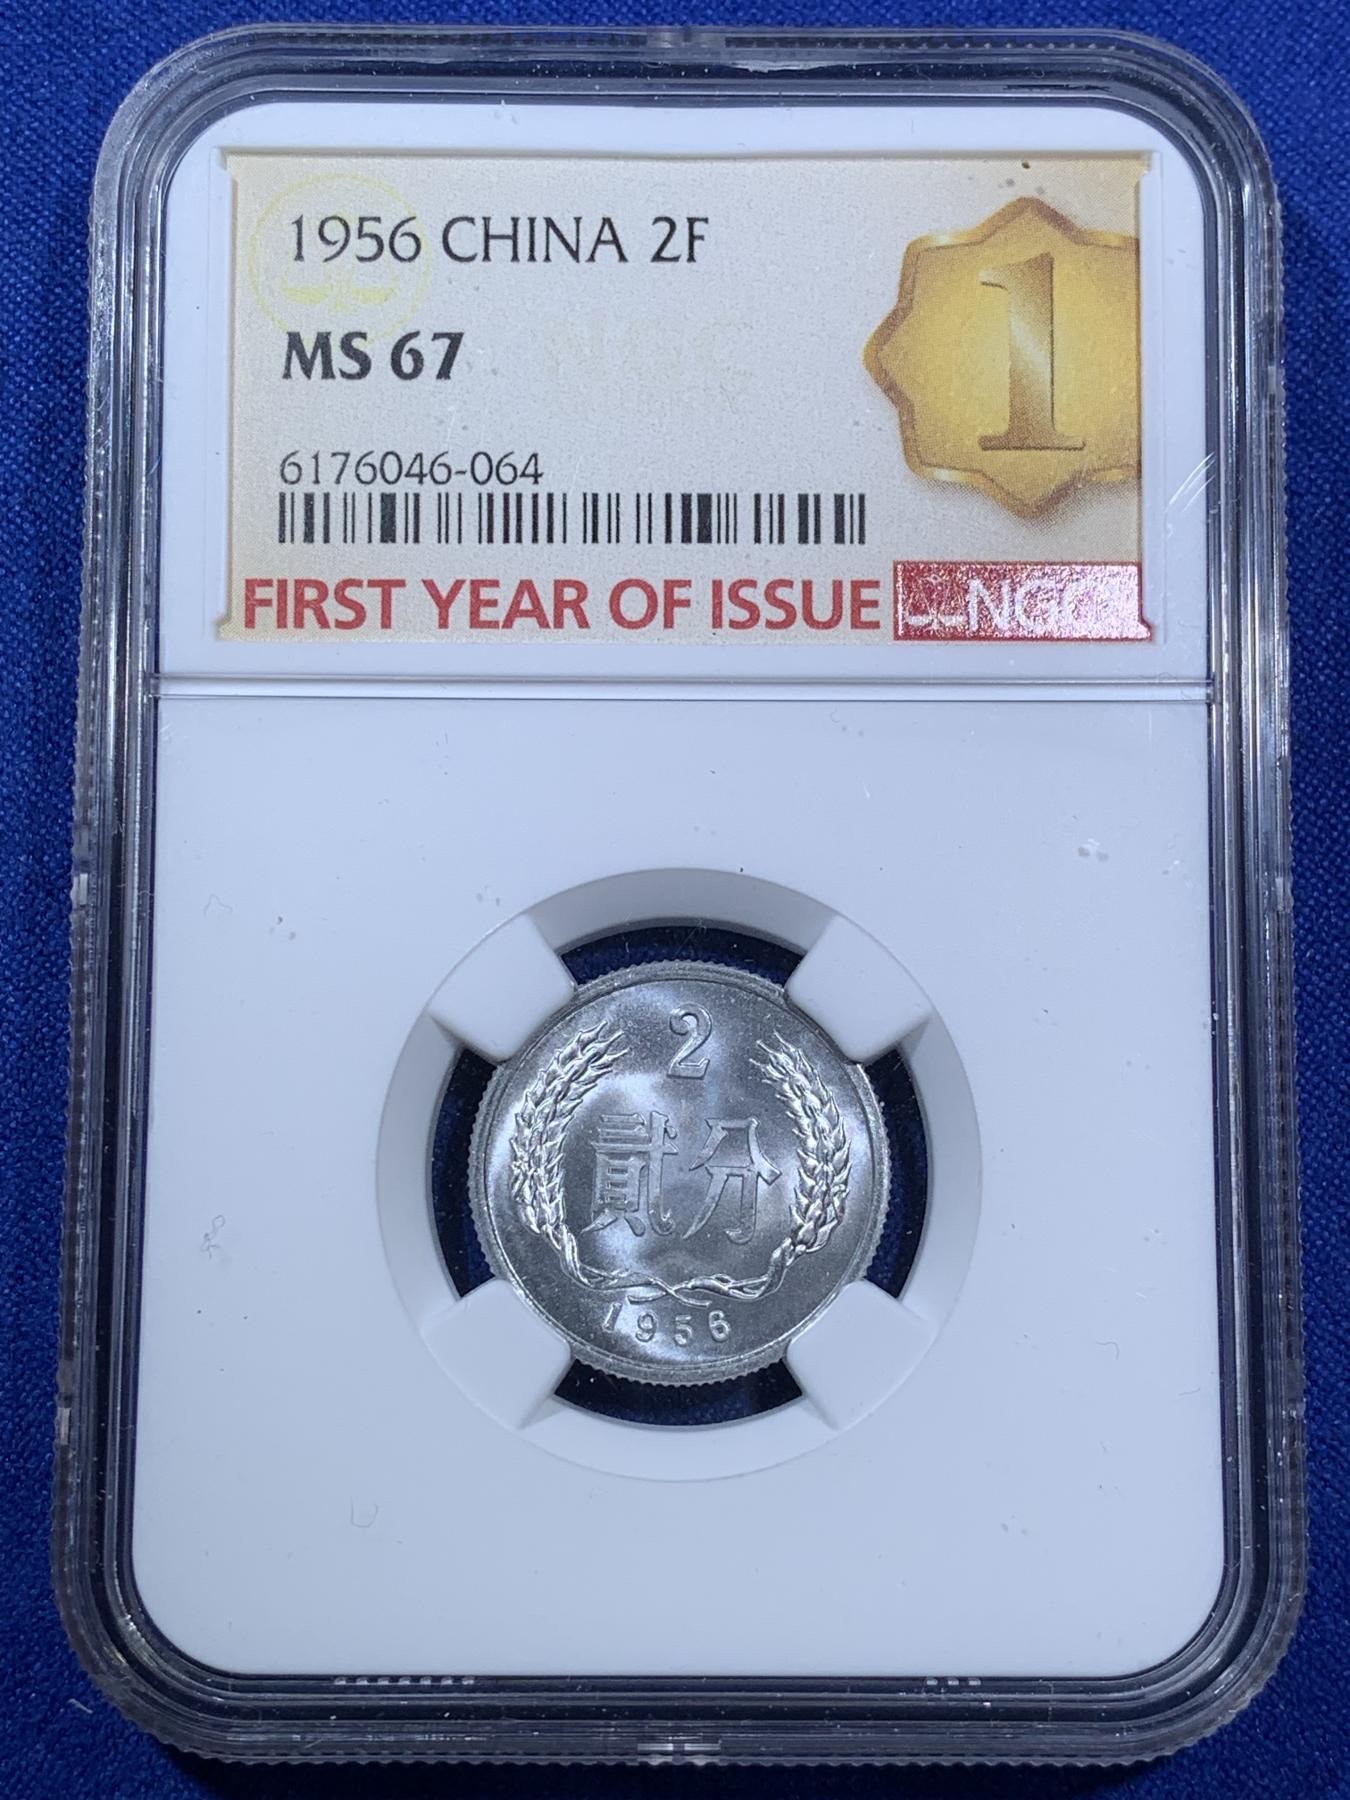 1956 CHINA 2F
1
MS 67
6176046-064
FIRST YEAR OF ISSUE NGC
2
貳分
1956